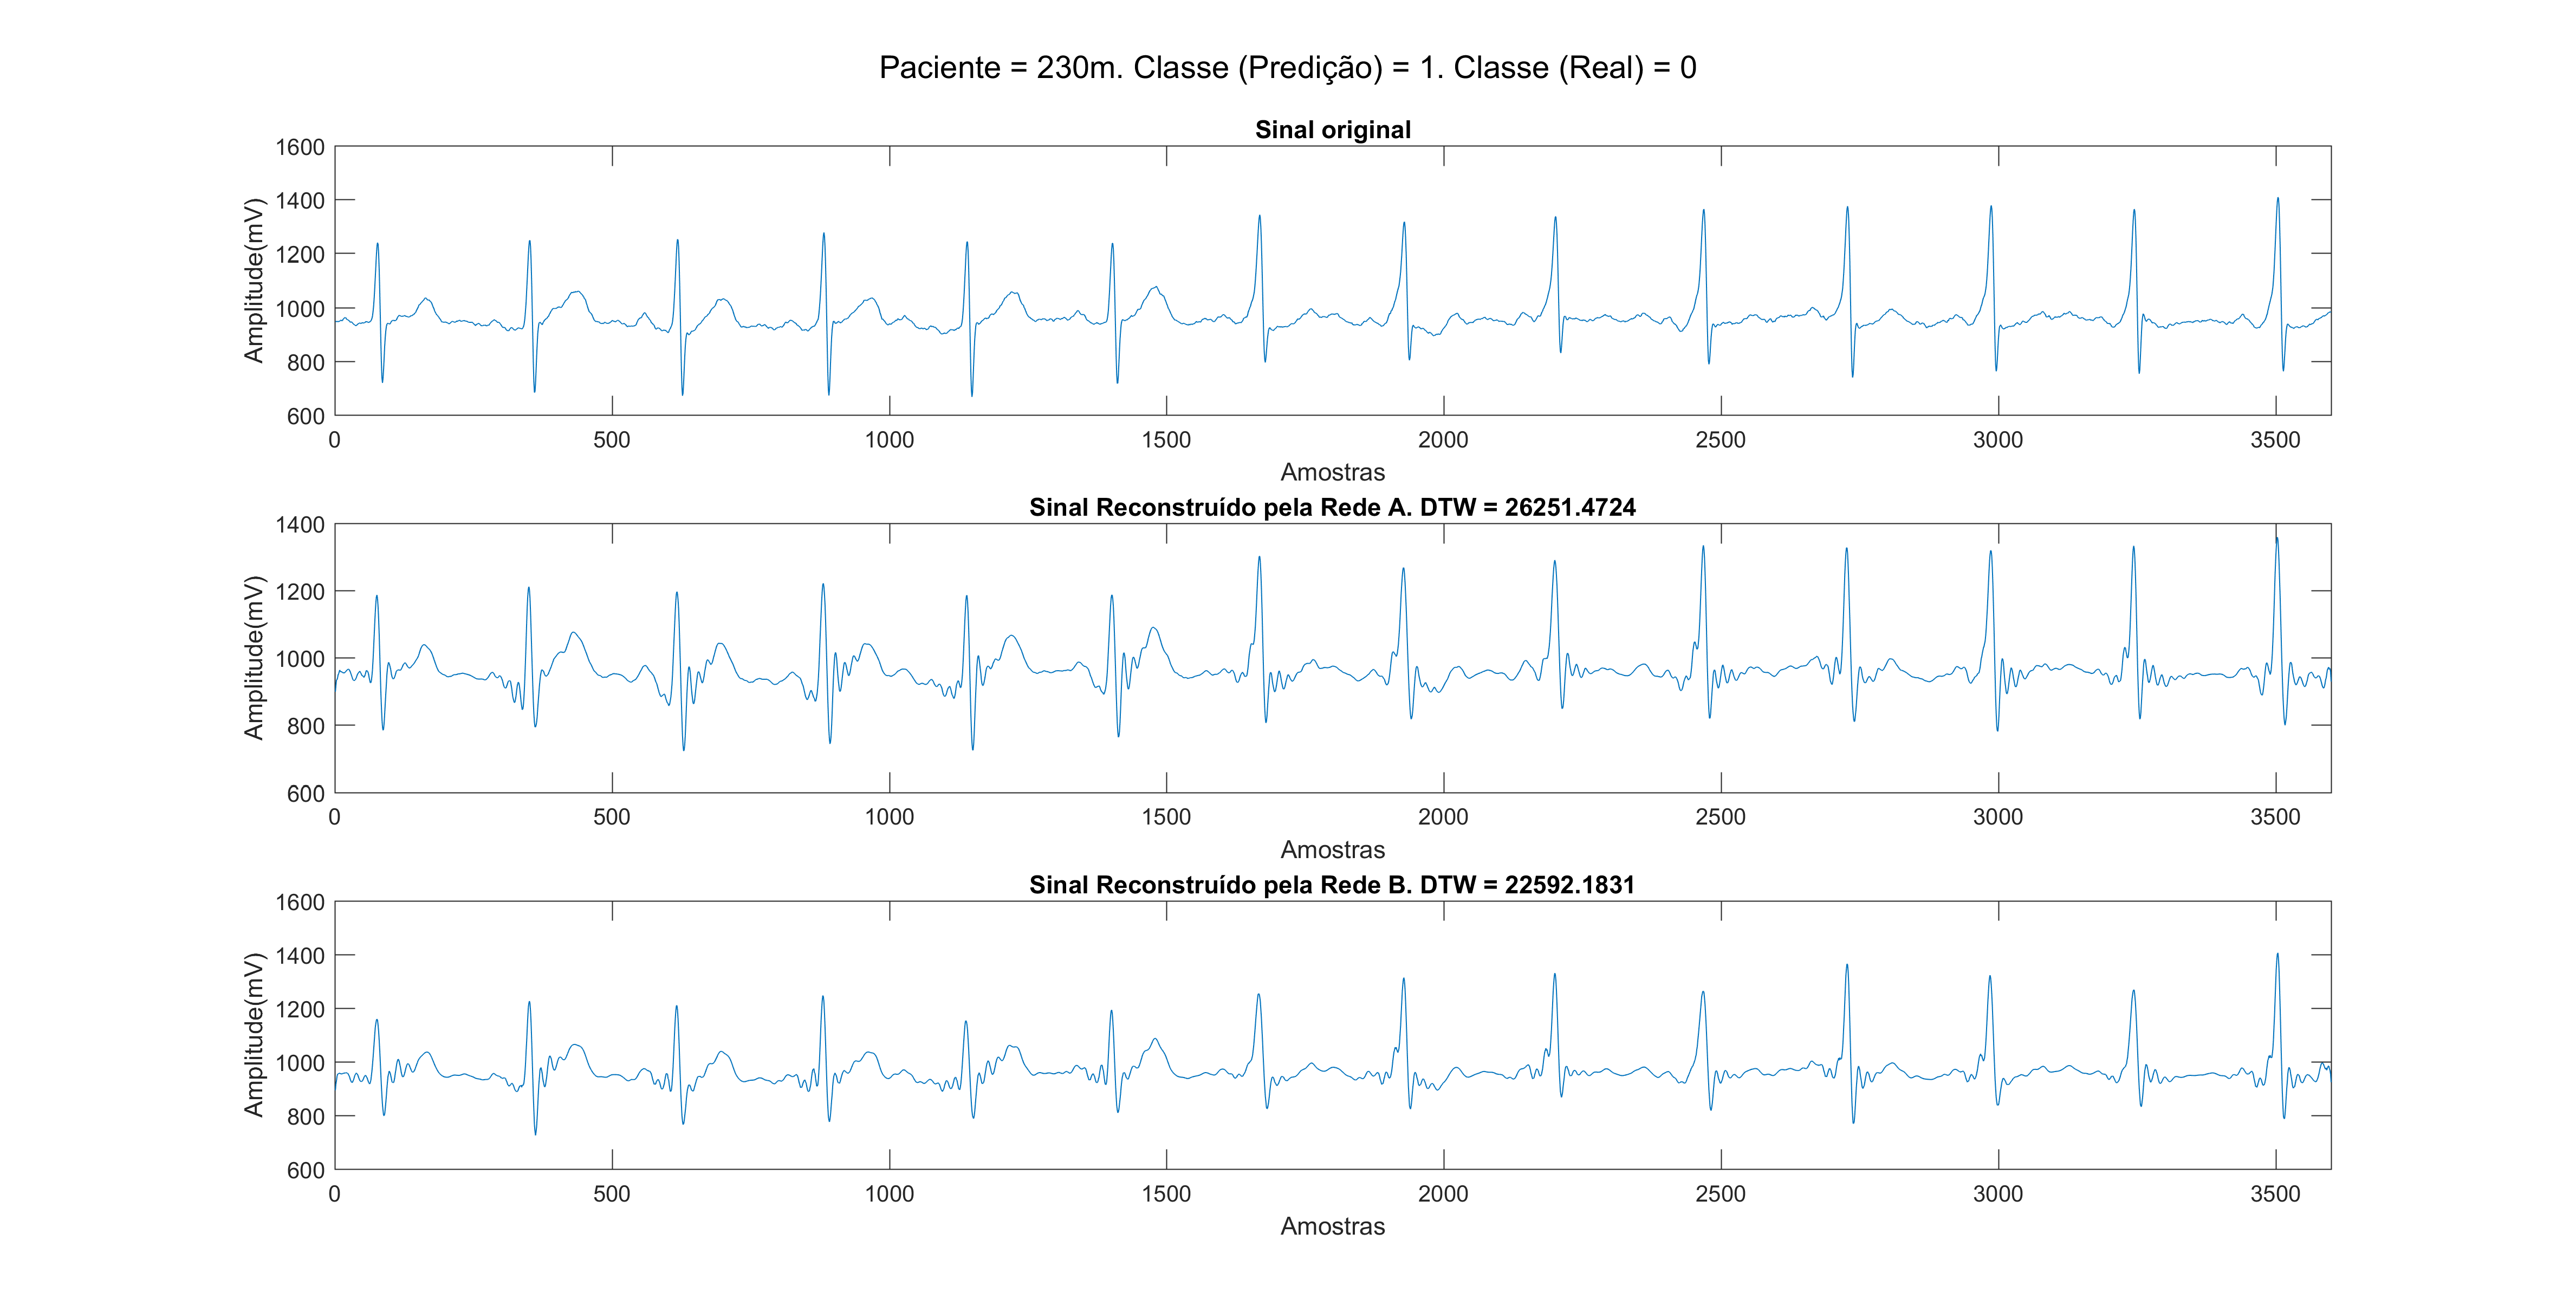 Paciente = 230m. Classe (Predição) = 1. Classe (Real) = 0
Sinal original
1600
1400
1200
1000
800
600
Amplitude(mV)
0 500 1000 1500 2000 2500 3000 3500
Amostras
Sinal Reconstruído pela Rede A. DTW = 26251.4724
1400
1200
1000
800
600
Amplitude(mV)
0 500 1000 1500 2000 2500 3000 3500
Amostras
Sinal Reconstruído pela Rede B. DTW = 22592.1831
1600
1400
1200
1000
800
600
Amplitude(mV)
0 500 1000 1500 2000 2500 3000 3500
Amostras